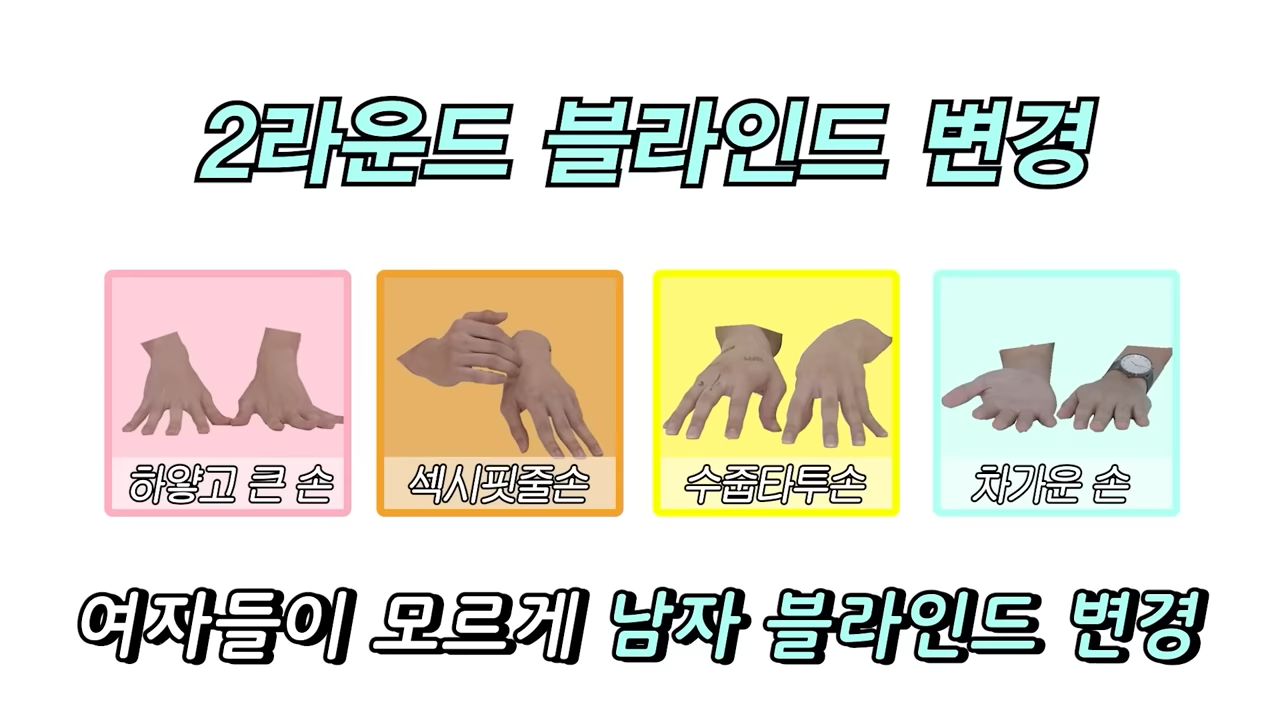 2라운드 블라인드 변경
하얗고 큰 손
섹시핏줄손
수줍타투손
차가운 손
여자들이 모르게 남자 블라인드 변경